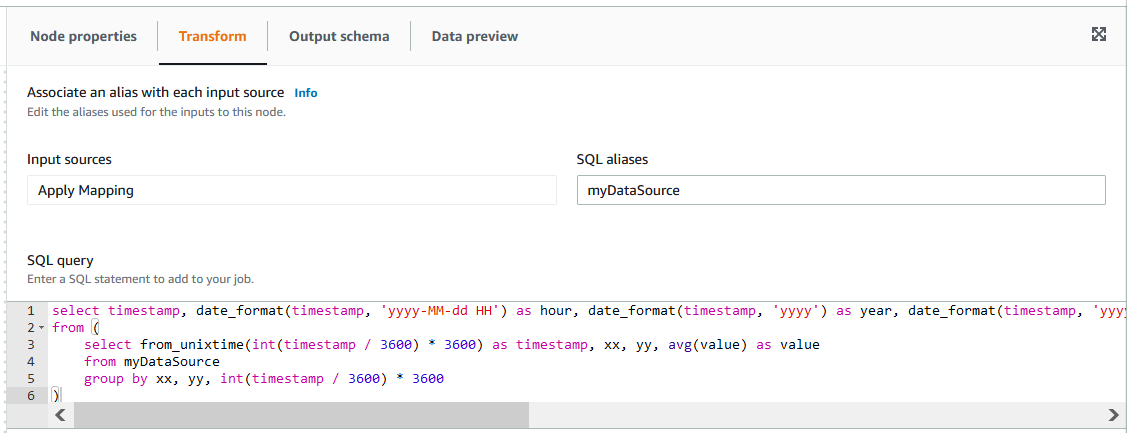 Node properties Transform Output schema Data preview
Associate an alias with each input source Info
Edit the aliases used for the inputs to this node.
Input sources SQL aliases
Apply Mapping myDataSource
SQL query
Enter a SQL statement to add to your job.
1 select timestamp, date_format(timestamp, 'yyyy-MM-dd HH') as hour, date_format(timestamp, 'yyyy') as year, date_format(timestamp, 'yyy
2 from (
3 select from_unixtime(int(timestamp / 3600) * 3600) as timestamp, xx, yy, avg(value) as value
4 from myDataSource
5 group by xx, yy, int(timestamp / 3600) * 3600
6 )